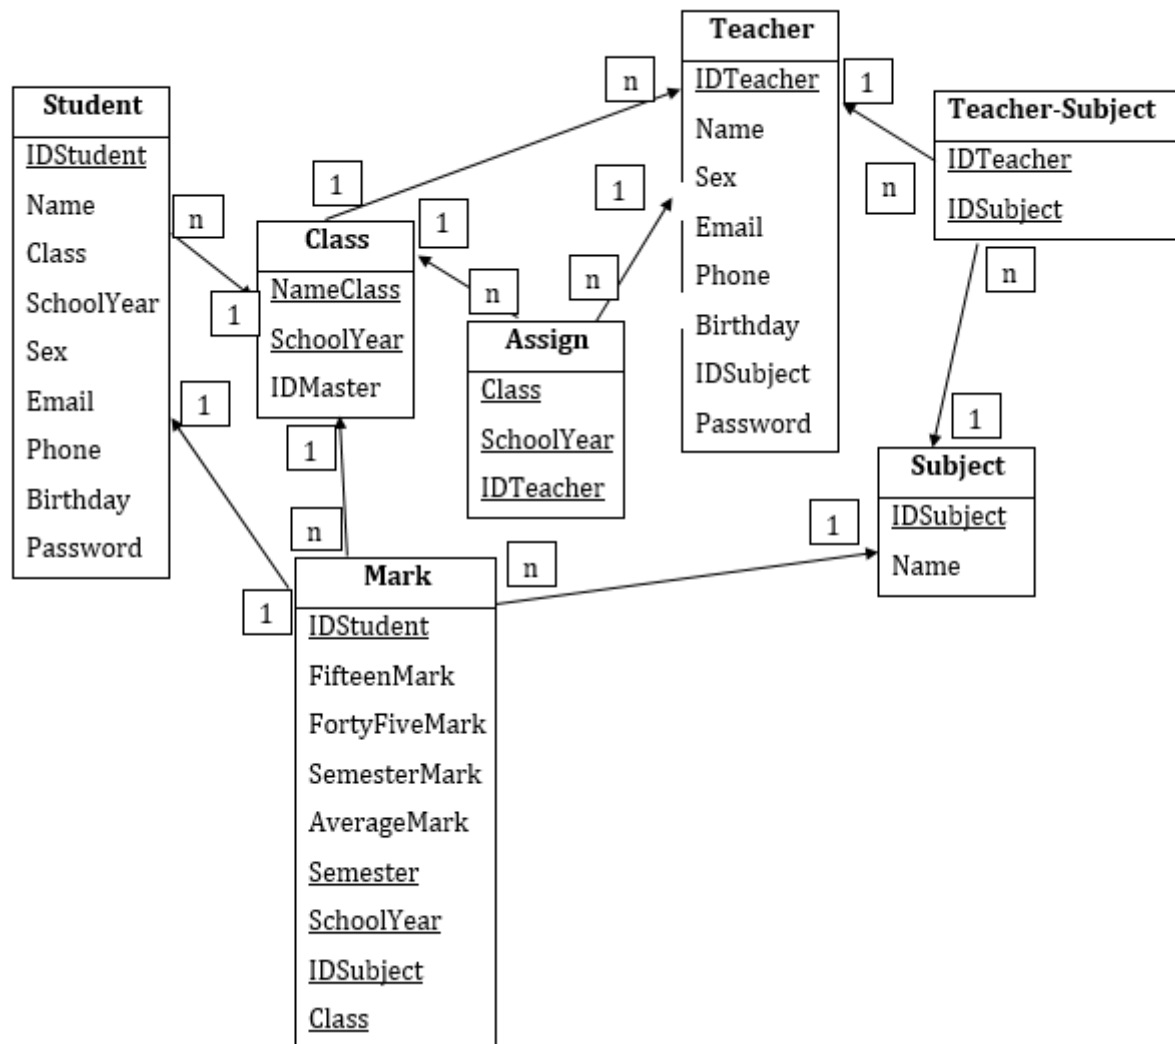 Student
IDStudent
Name
Class
SchoolYear
Sex
Email
Phone
Birthday
Password
n
1
1
1
Class
NameClass
SchoolYear
IDMaster
1
n
1
n
1
n
Assign
Class
SchoolYear
IDTeacher
n
1
Teacher
IDTeacher
Name
Sex
Email
Phone
Birthday
IDSubject
Password
1
n
Teacher-Subject
IDTeacher
IDSubject
n
1
Subject
IDSubject
Name
n
1
Mark
IDStudent
FifteenMark
FortyFiveMark
SemesterMark
AverageMark
Semester
SchoolYear
IDSubject
Class